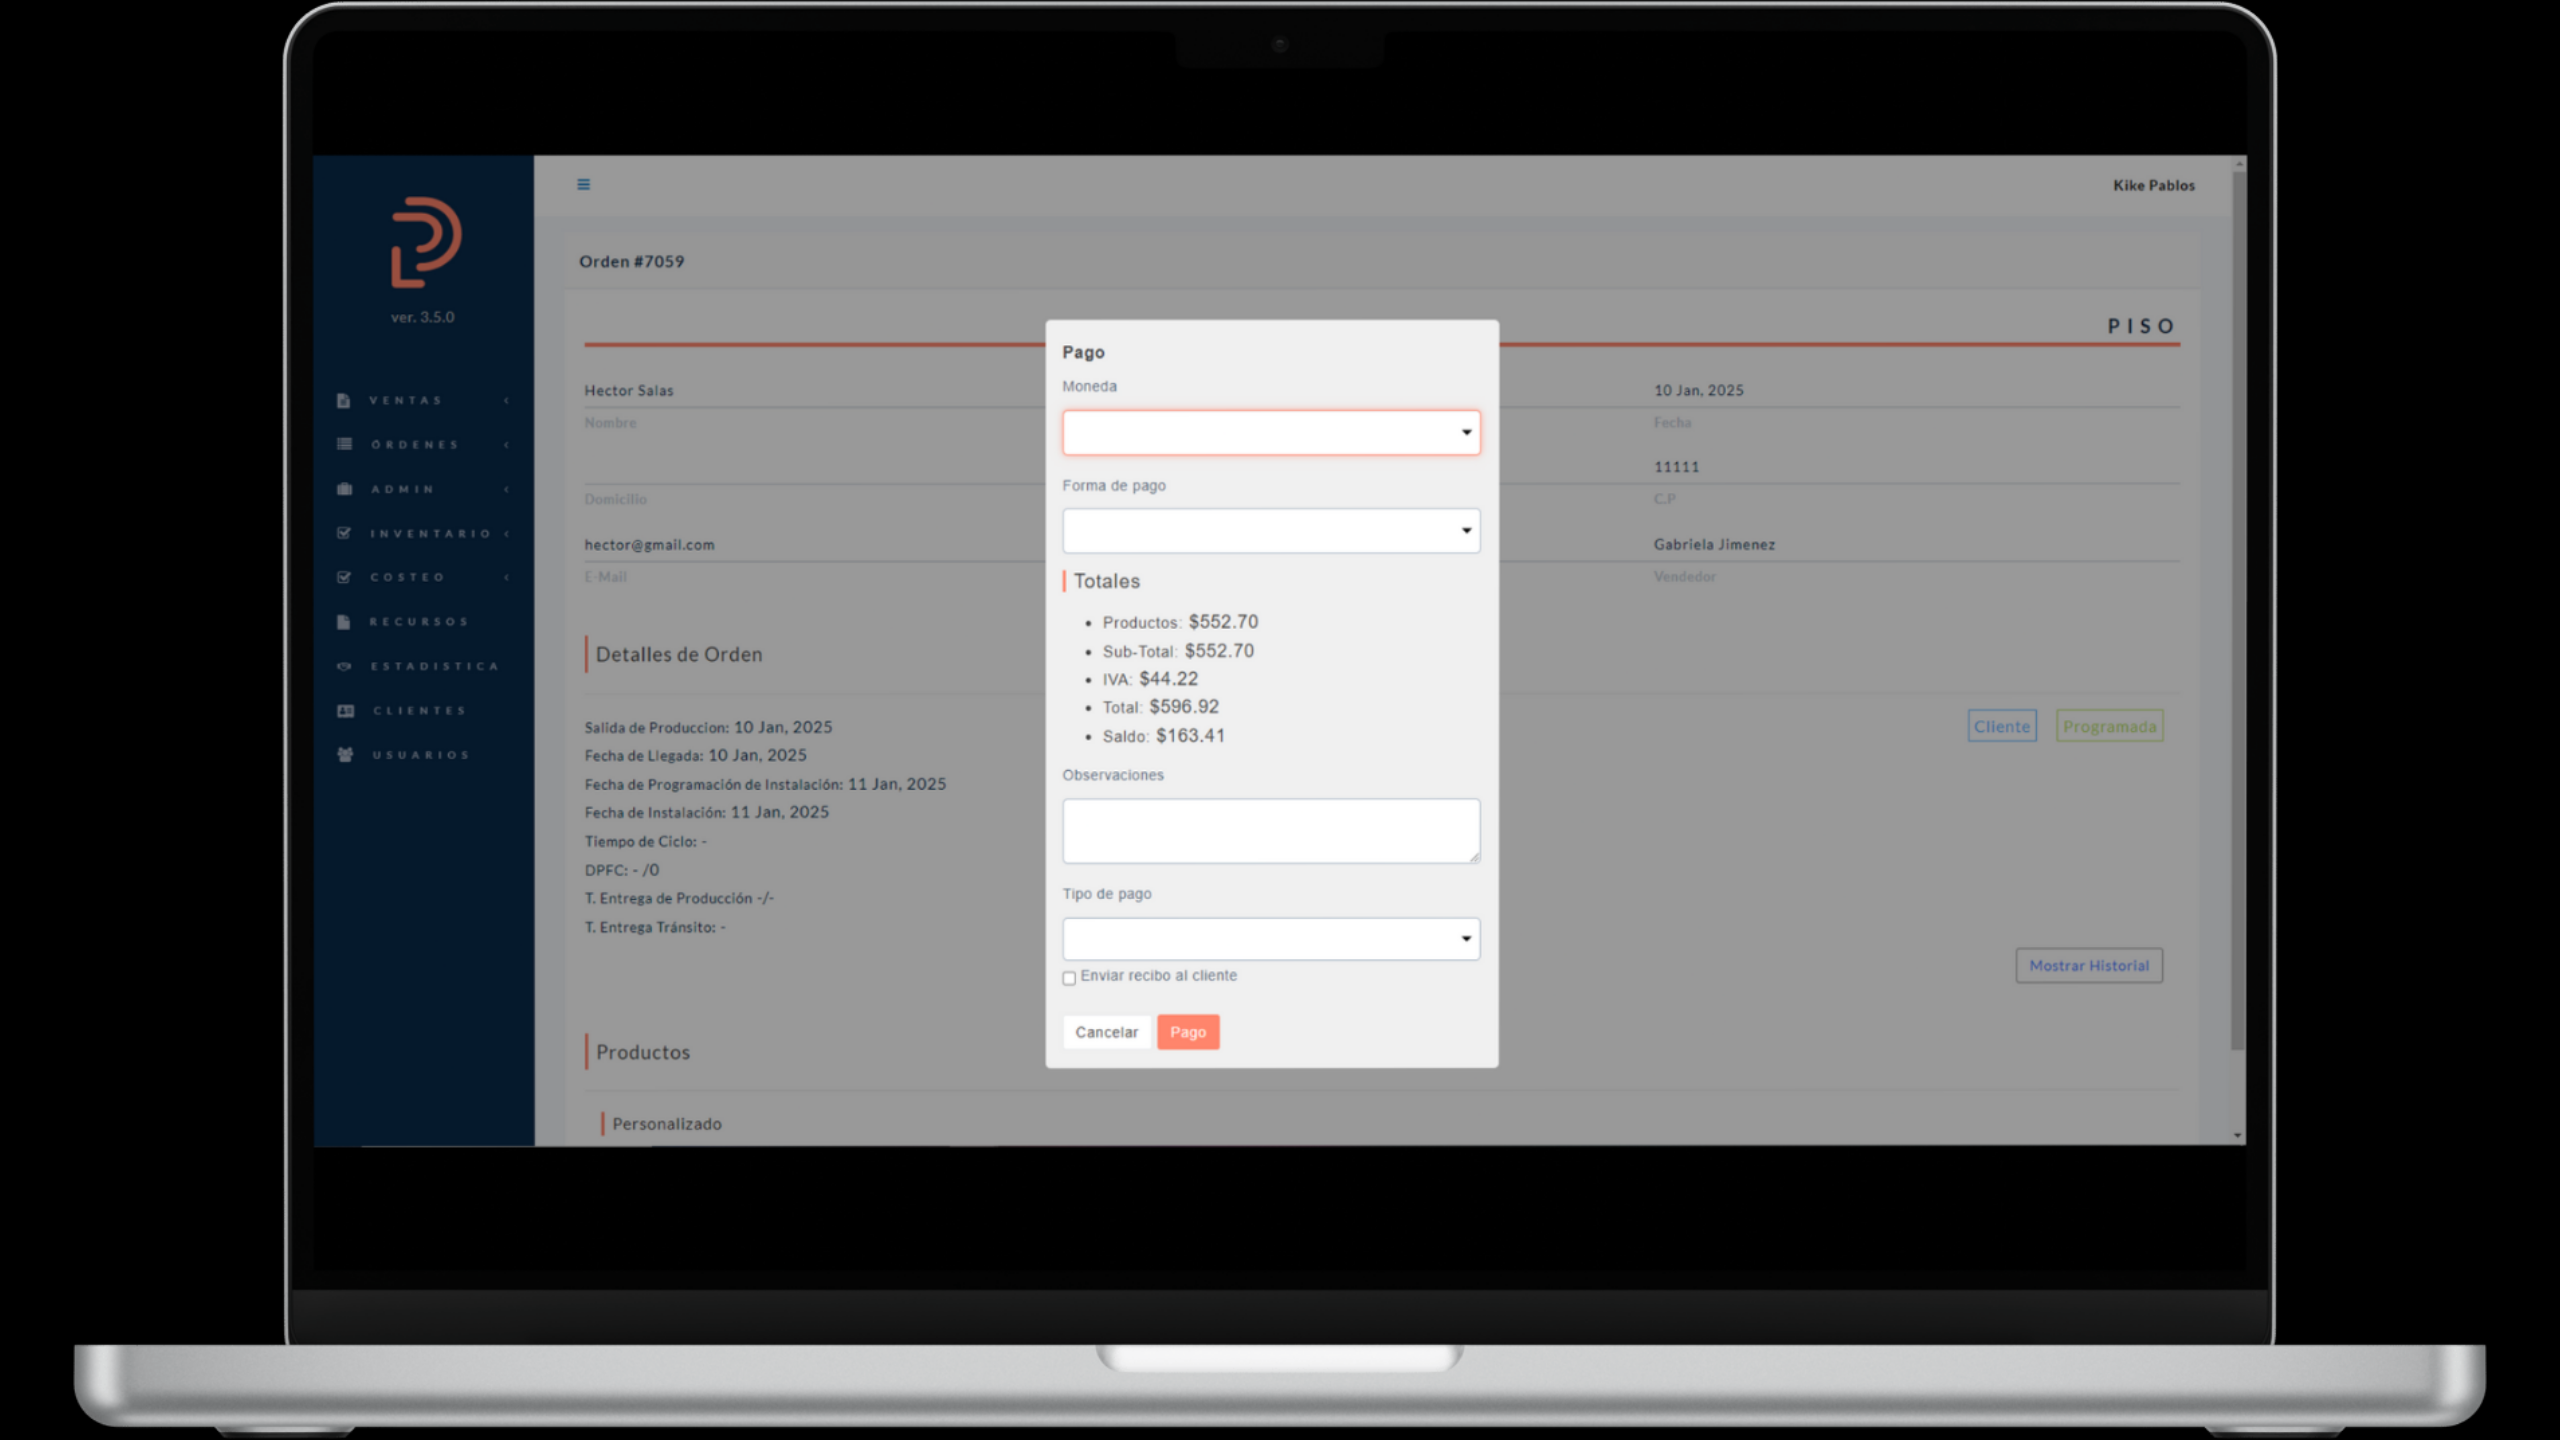 ver. 3.5.0
VENTAS
ÓRDENES
ADMIN
INVENTARIO
COSTEO
RECURSOS
ESTADISTICA
CLIENTES
USUARIOS
Kike Pablos
Orden #7059
PISO
Hector Salas
Nombre
10 Jan, 2025
Fecha
11111
Domicilio
C.P
hector@gmail.com
E-Mail
Gabriela Jimenez
Vendedor
Detalles de Orden
Salida de Produccion: 10 Jan, 2025
Fecha de Llegada: 10 Jan, 2025
Fecha de Programación de Instalación: 11 Jan, 2025
Fecha de Instalación: 11 Jan, 2025
Tiempo de Ciclo: -
DPFC: - /0
T. Entrega de Producción -/-
T. Entrega Tránsito: -
Cliente
Programada
Mostrar Historial
Productos
Personalizado
Pago
Moneda
Forma de pago
Totales
Productos: $552.70
Sub-Total: $552.70
IVA: $44.22
Total: $596.92
Saldo: $163.41
Observaciones
Tipo de pago
Enviar recibo al cliente
Cancelar
Pago